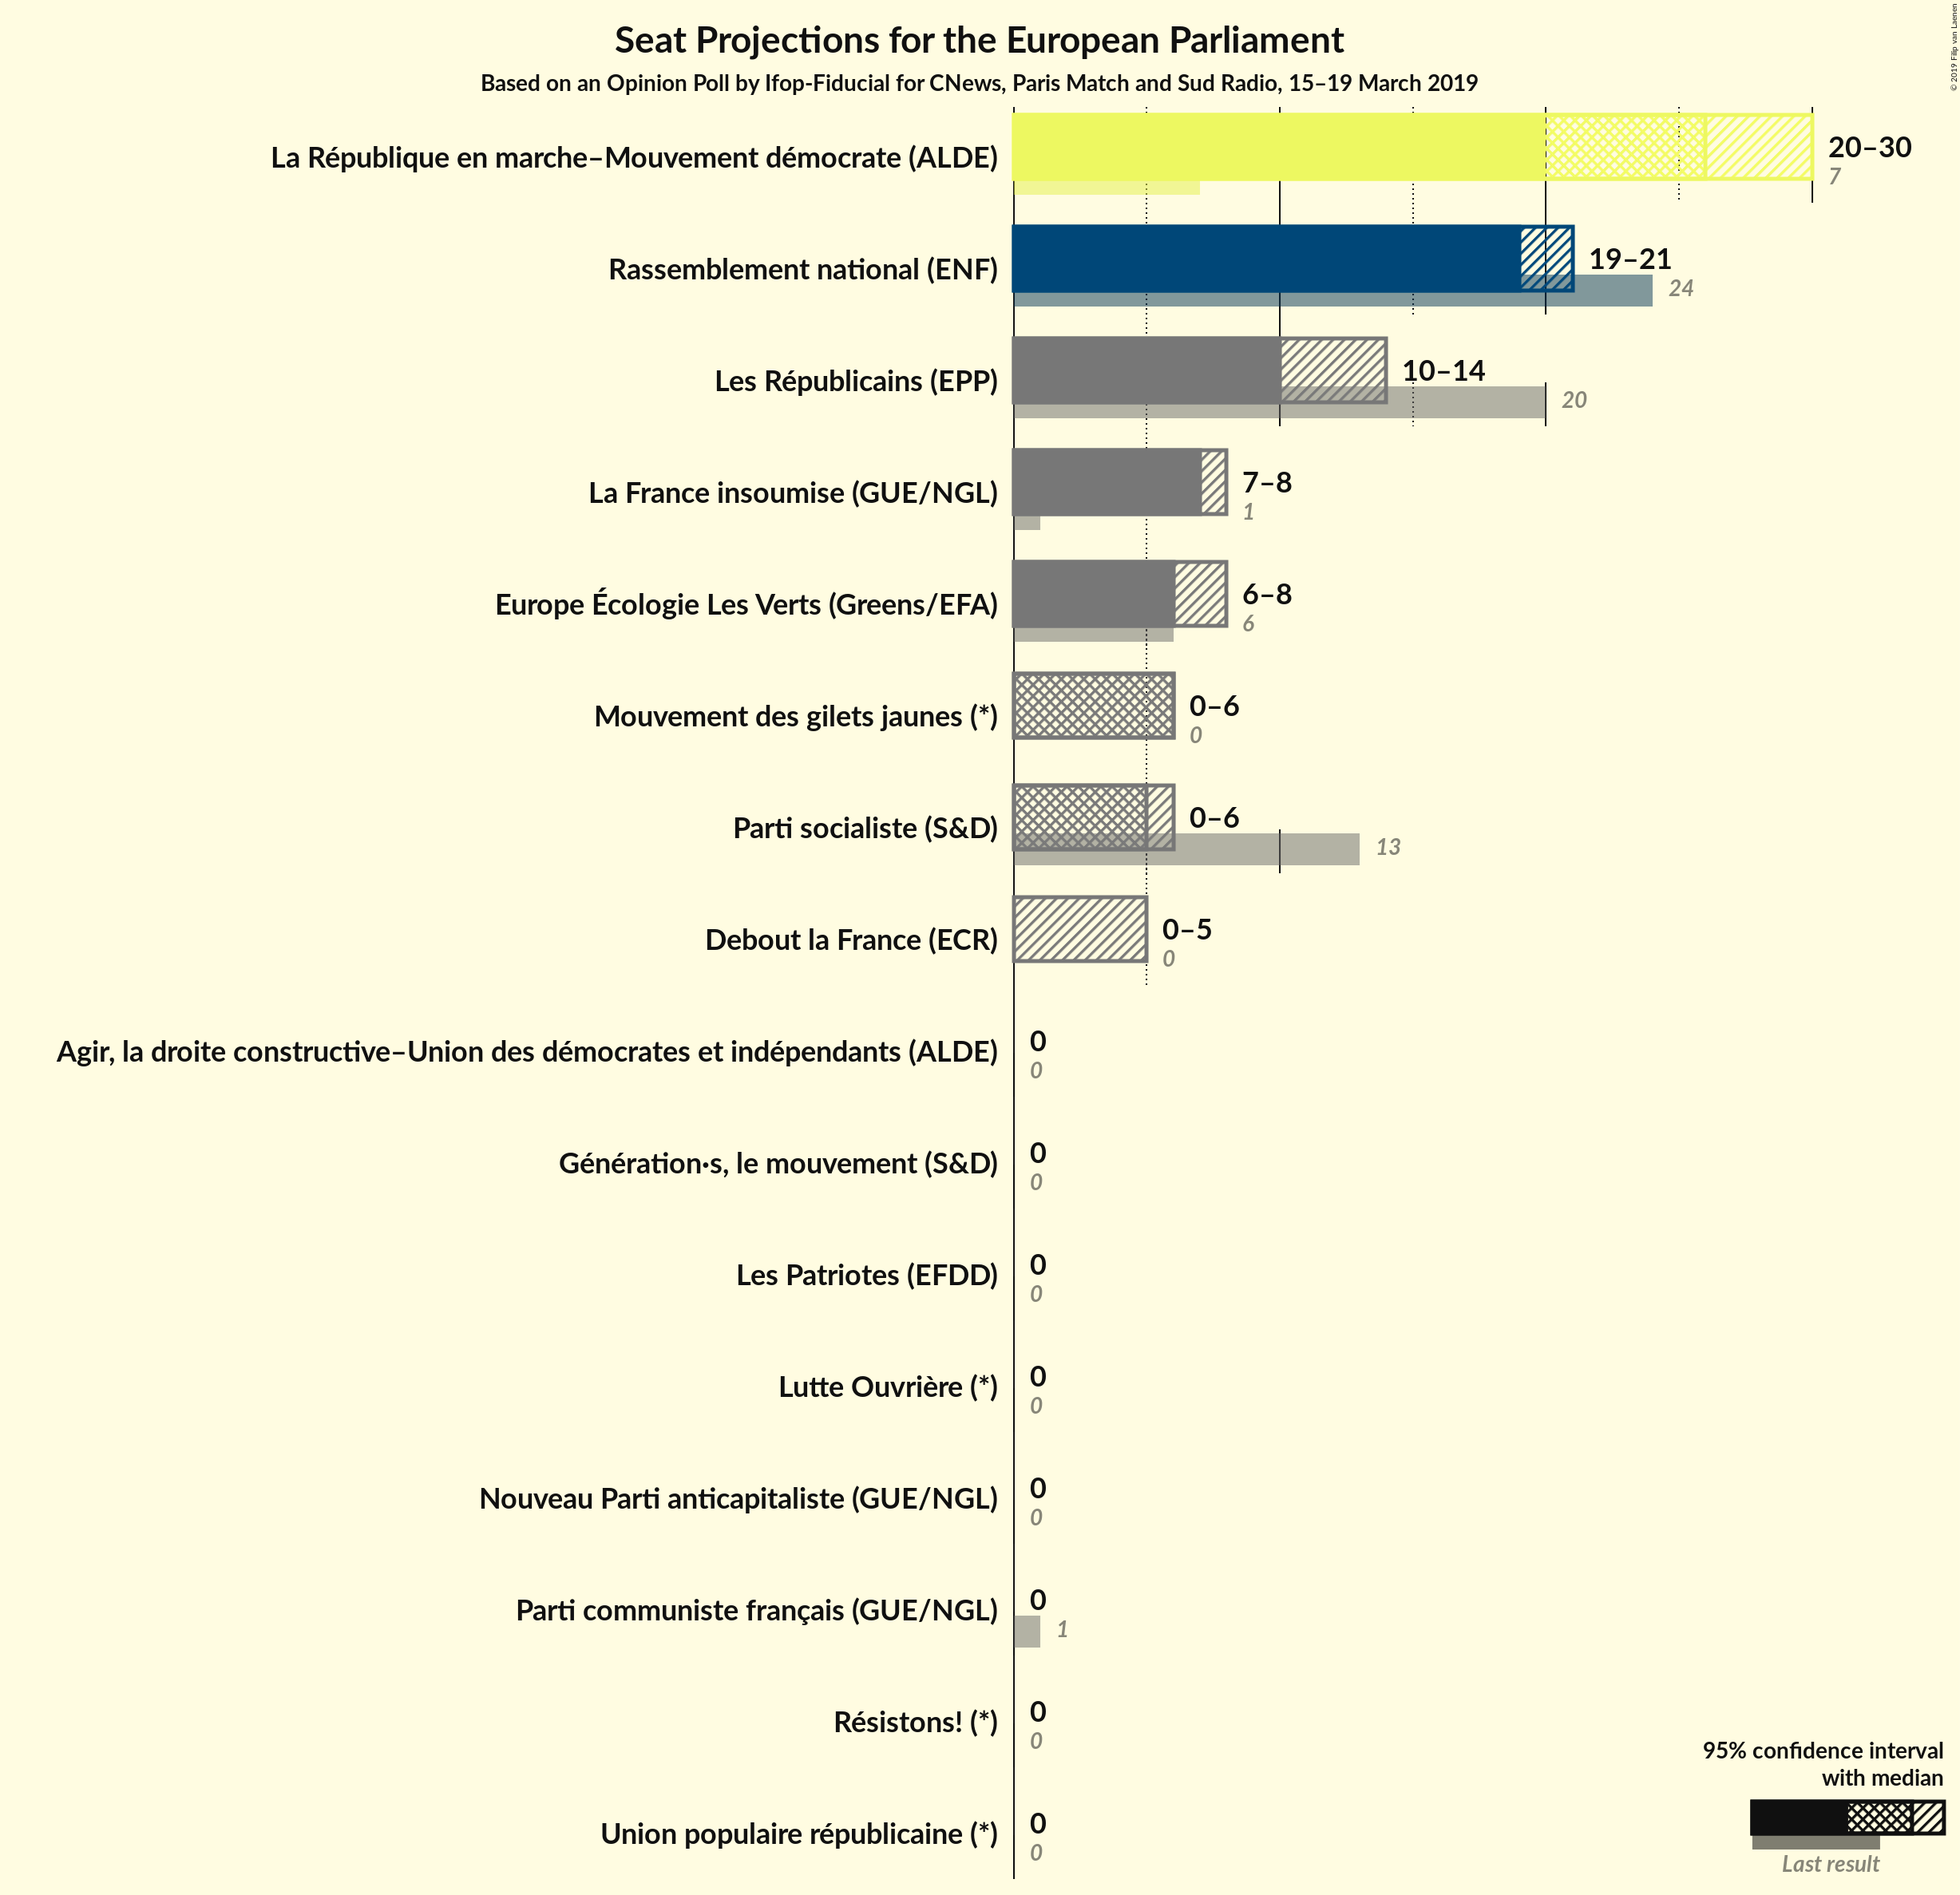 Seat Projections for the European Parliament
Based on an Opinion Poll by Ifop-Fiducial for CNews, Paris Match and Sud Radio, 15–19 March 2019
© 2019 Filip van Laenen
La République en marche–Mouvement démocrate (ALDE)
20–30
7
Rassemblement national (ENF)
19–21
24
Les Républicains (EPP)
10–14
20
La France insoumise (GUE/NGL)
7–8
1
Europe Écologie Les Verts (Greens/EFA)
6–8
6
Mouvement des gilets jaunes (*)
0–6
0
Parti socialiste (S&D)
0–6
13
Debout la France (ECR)
0–5
0
Agir, la droite constructive–Union des démocrates et indépendants (ALDE)
0
0
Génération·s, le mouvement (S&D)
0
0
Les Patriotes (EFDD)
0
0
Lutte Ouvrière (*)
0
0
Nouveau Parti anticapitaliste (GUE/NGL)
0
0
Parti communiste français (GUE/NGL)
0
1
Résistons! (*)
0
0
Union populaire républicaine (*)
0
0
95% confidence interval
with median
Last result